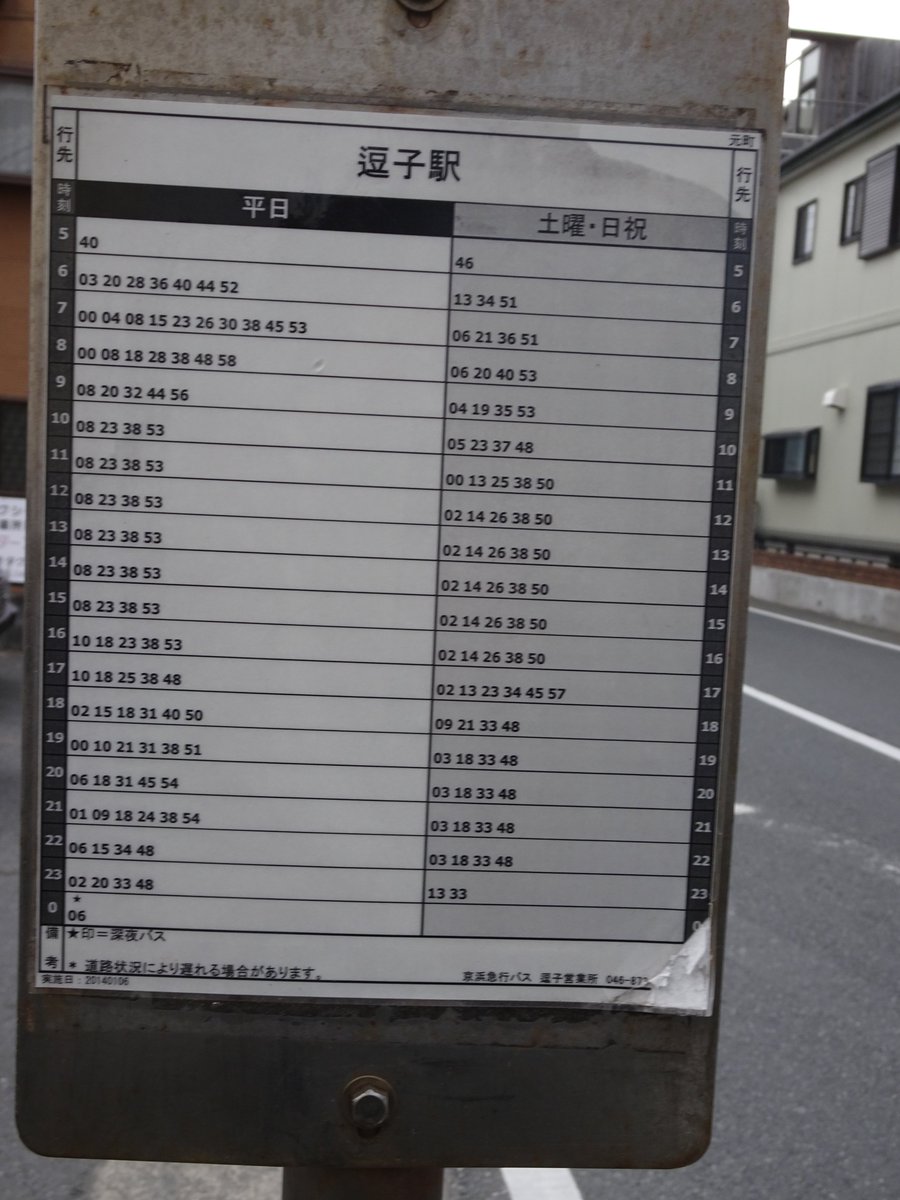 元町
行先 逗子駅 行先
時刻 平日 土曜・日祝 時刻
5 40 46 5
6 03 20 28 36 40 44 52 13 34 51 6
7 00 04 08 15 23 26 30 38 45 53 06 21 36 51 7
8 00 08 18 28 38 48 58 06 20 40 53 8
9 08 20 32 44 56 04 19 35 53 9
10 08 23 38 53 05 23 37 48 10
11 08 23 38 53 00 13 25 38 50 11
12 08 23 38 53 02 14 26 38 50 12
13 08 23 38 53 02 14 26 38 50 13
14 08 23 38 53 02 14 26 38 50 14
15 08 23 38 53 02 14 26 38 50 15
16 10 18 23 38 53 02 14 26 38 50 16
17 10 18 25 38 48 02 13 23 34 45 57 17
18 02 15 18 31 40 50 09 21 33 48 18
19 00 10 21 31 38 51 03 18 33 48 19
20 06 18 31 45 54 03 18 33 48 20
21 01 09 18 24 38 54 03 18 33 48 21
22 06 15 34 48 03 18 33 48 22
23 02 20 33 48 13 33 23
0 ★06 0
備考 ★印=深夜バス
* 道路状況により遅れる場合があります。
実施日:20140106 京浜急行バス 逗子営業所 046-873